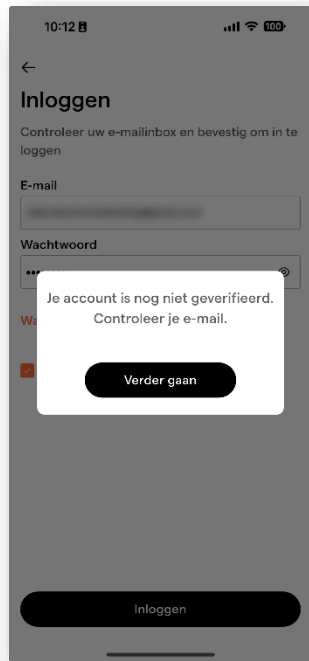 10:12
100
Inloggen
Controleer uw e-mailinbox en bevestig om in te
loggen
E-mail
Wachtwoord
Je account is nog niet geverifieerd.
Controleer je e-mail.
Wa
Verder gaan
Inloggen